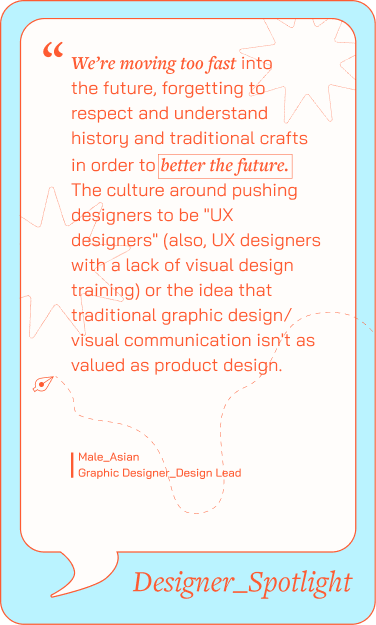 “ We’re moving too fast into
the future, forgetting to
respect and understand
history and traditional crafts
in order to better the future.
The culture around pushing
designers to be "UX
designers" (also, UX designers
with a lack of visual design
training) or the idea that
traditional graphic design/
visual communication isn't as
valued as product design.
Male_Asian
Graphic Designer_Design Lead
Designer_Spotlight